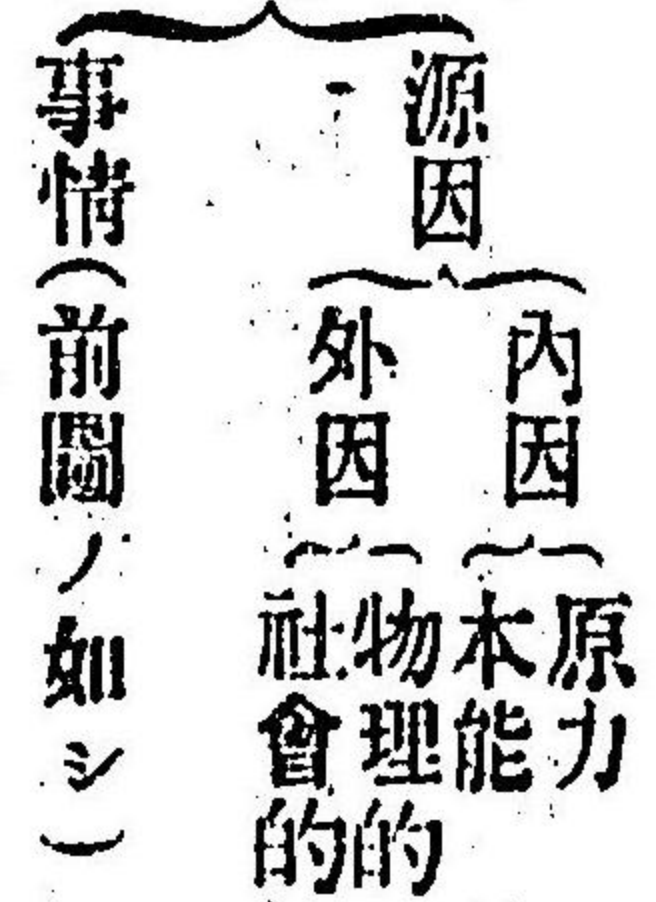 源因
內因
原力
本能
外因
物理的
社會的
事情(前圖ノ如シ)